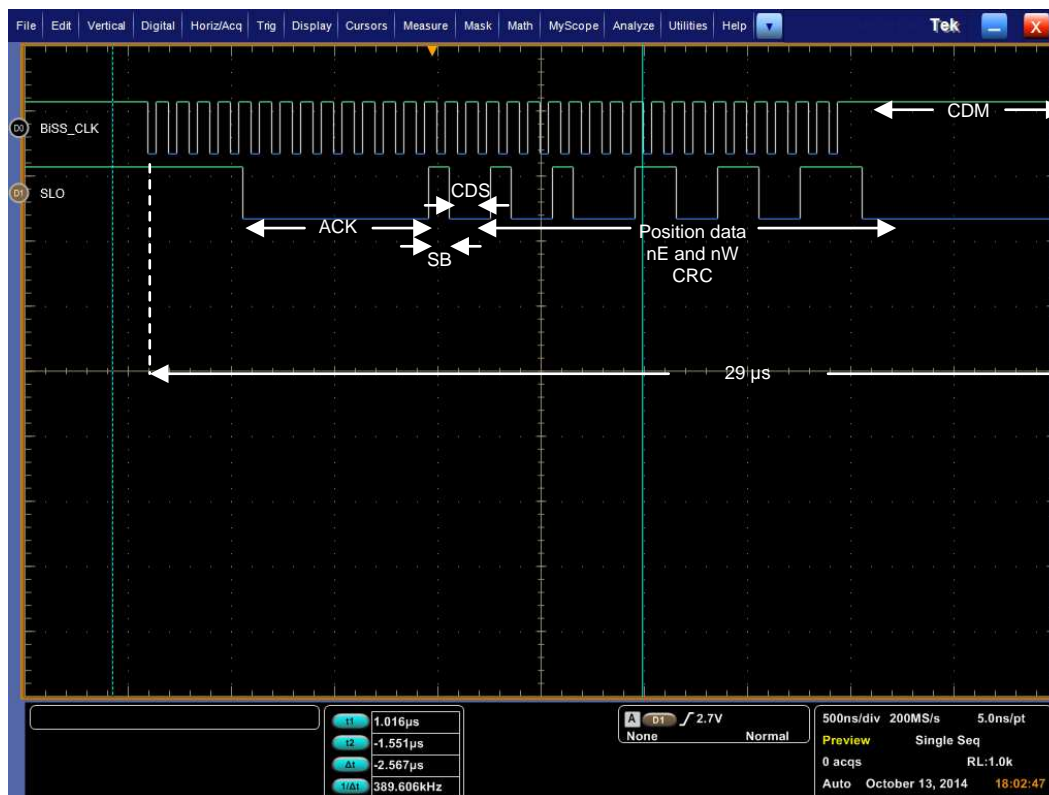 File Edit Vertical Digital Horiz/Acq Trig Display Cursors Measure Mask Math MyScope Analyze Utilities Help Tek X
D0 BiSS_CLK
CDM
D1 SLO
CDS
ACK
SB
Position data
nE and nW
CRC
29 µs
t1 1.016µs
t2 -1.551µs
Δt -2.567µs
1/Δt 389.606kHz
A D1 2.7V
None Normal
500ns/div 200MS/s 5.0ns/pt
Preview Single Seq
0 acqs RL:1.0k
Auto October 13, 2014 18:02:47